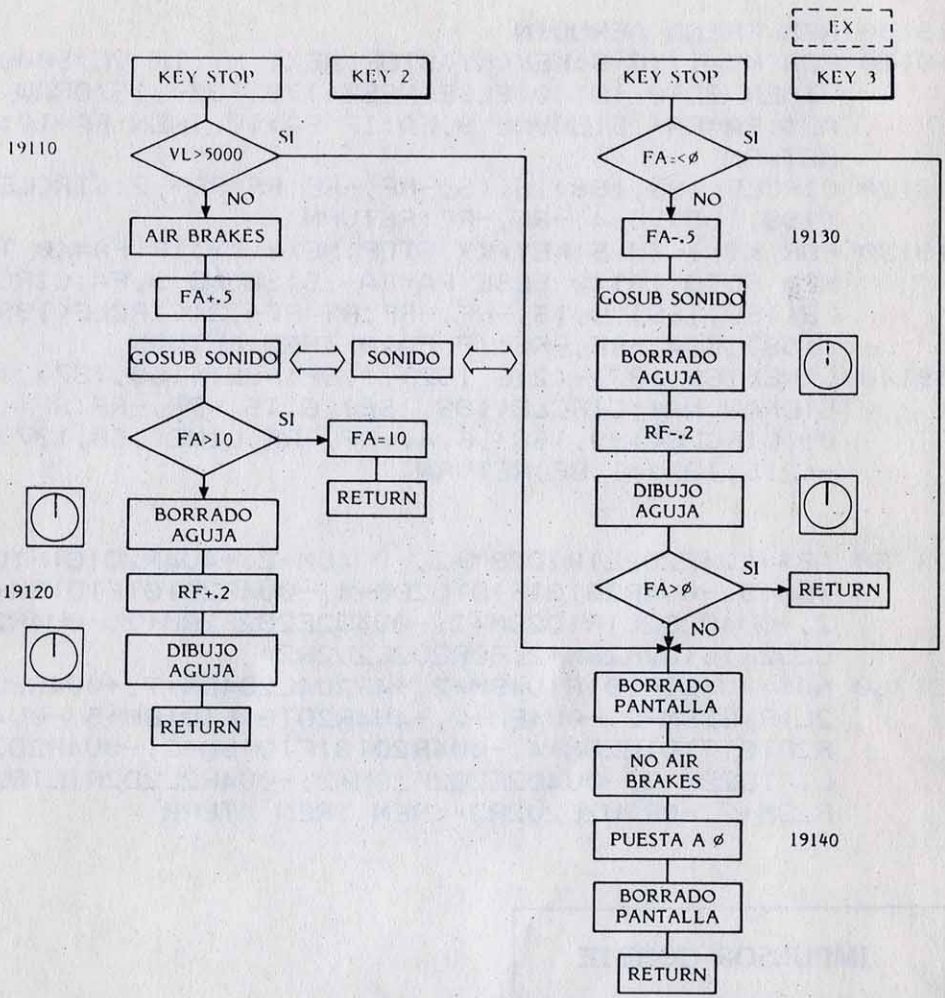 EX
KEY STOP
KEY 2
19110
VL>5000
SI
NO
AIR BRAKES
FA+.5
GOSUB SONIDO
SONIDO
FA>10
SI
FA=10
RETURN
BORRADO
AGUJA
19120
RF+.2
DIBUJO
AGUJA
RETURN
KEY STOP
KEY 3
FA=<ø
SI
NO
FA-.5
19130
GOSUB SONIDO
BORRADO
AGUJA
RF-.2
DIBUJO
AGUJA
FA>ø
SI
RETURN
NO
BORRADO
PANTALLA
NO AIR
BRAKES
PUESTA A ø
19140
BORRADO
PANTALLA
RETURN